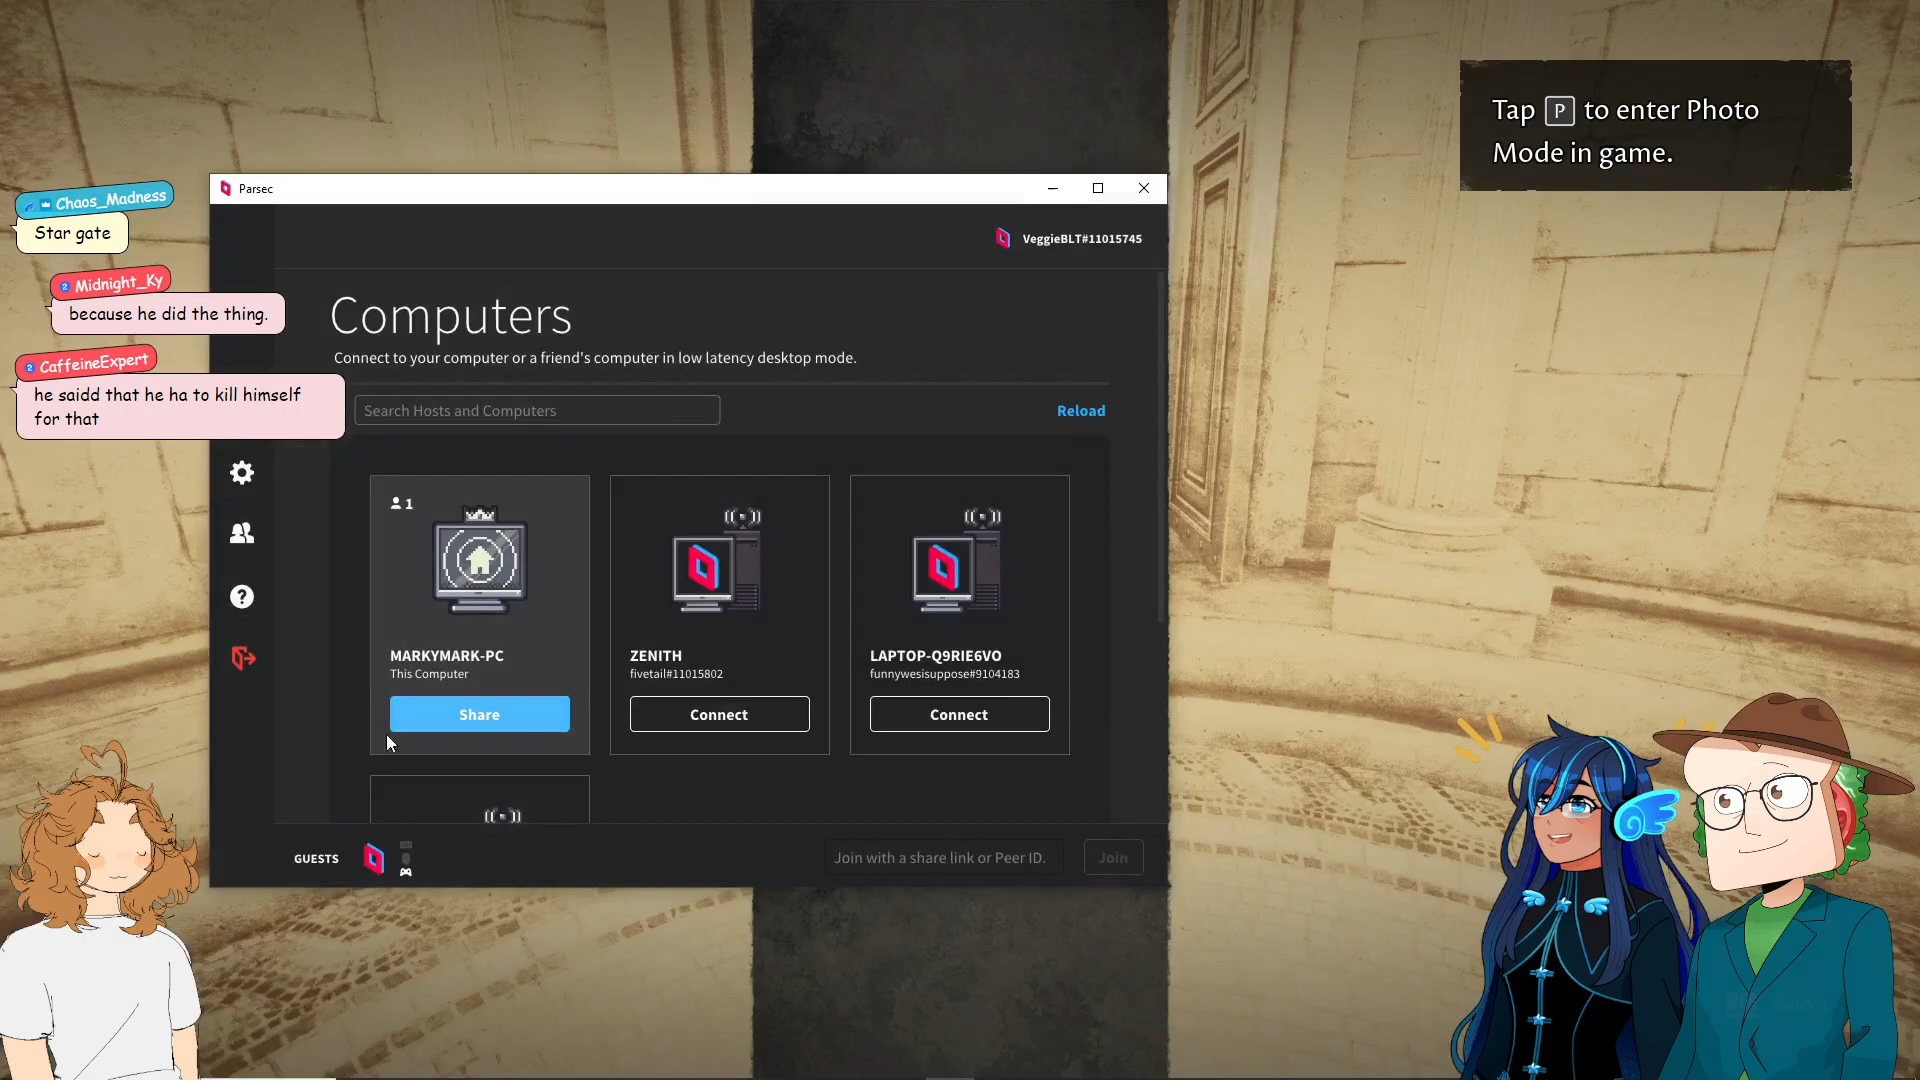 Tap P to enter Photo
Mode in game.
Parsec
Chaos_Madness
Star gate
VeggieBLT#11015745
2 Midnight_Ky
because he did the thing.
Computers
Connect to your computer or a friend's computer in low latency desktop mode.
2 CaffeineExpert
he saidd that he ha to kill himself
for that
Search Hosts and Computers
Reload
1
MARKYMARK-PC
This Computer
Share
ZENITH
fivetail#11015802
Connect
LAPTOP-Q9RIE6VO
funnywesisuppose#9104183
Connect
GUESTS
Join with a share link or Peer ID.
Join